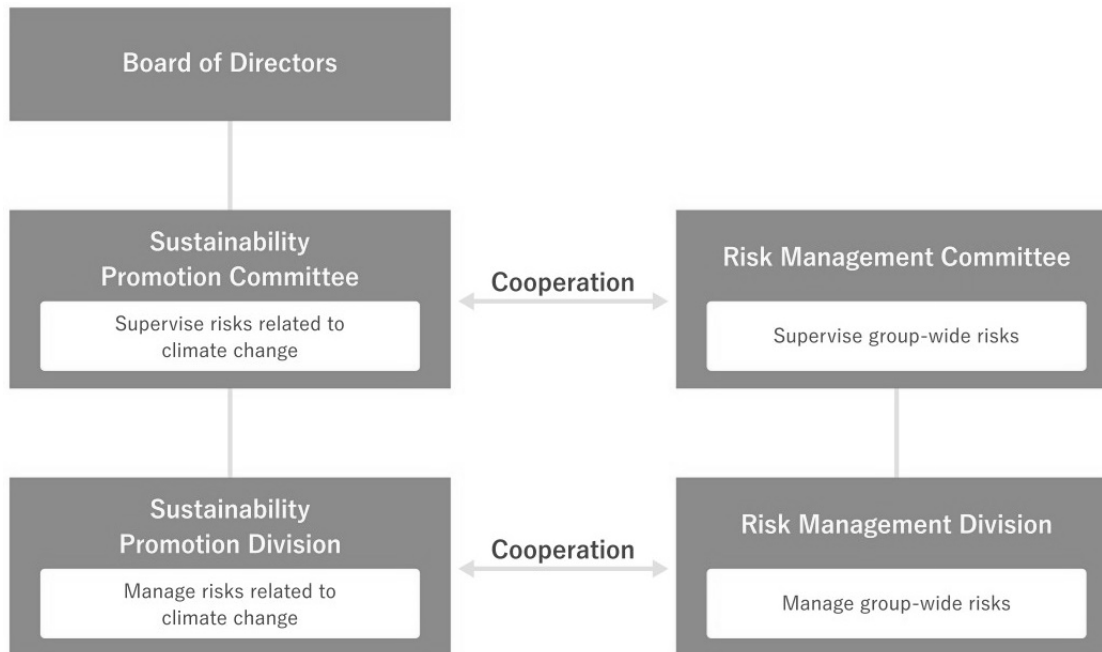 Board of Directors
Sustainability
Promotion Committee
Supervise risks related to
climate change
Cooperation
Risk Management Committee
Supervise group-wide risks
Sustainability
Promotion Division
Manage risks related to
climate change
Cooperation
Risk Management Division
Manage group-wide risks